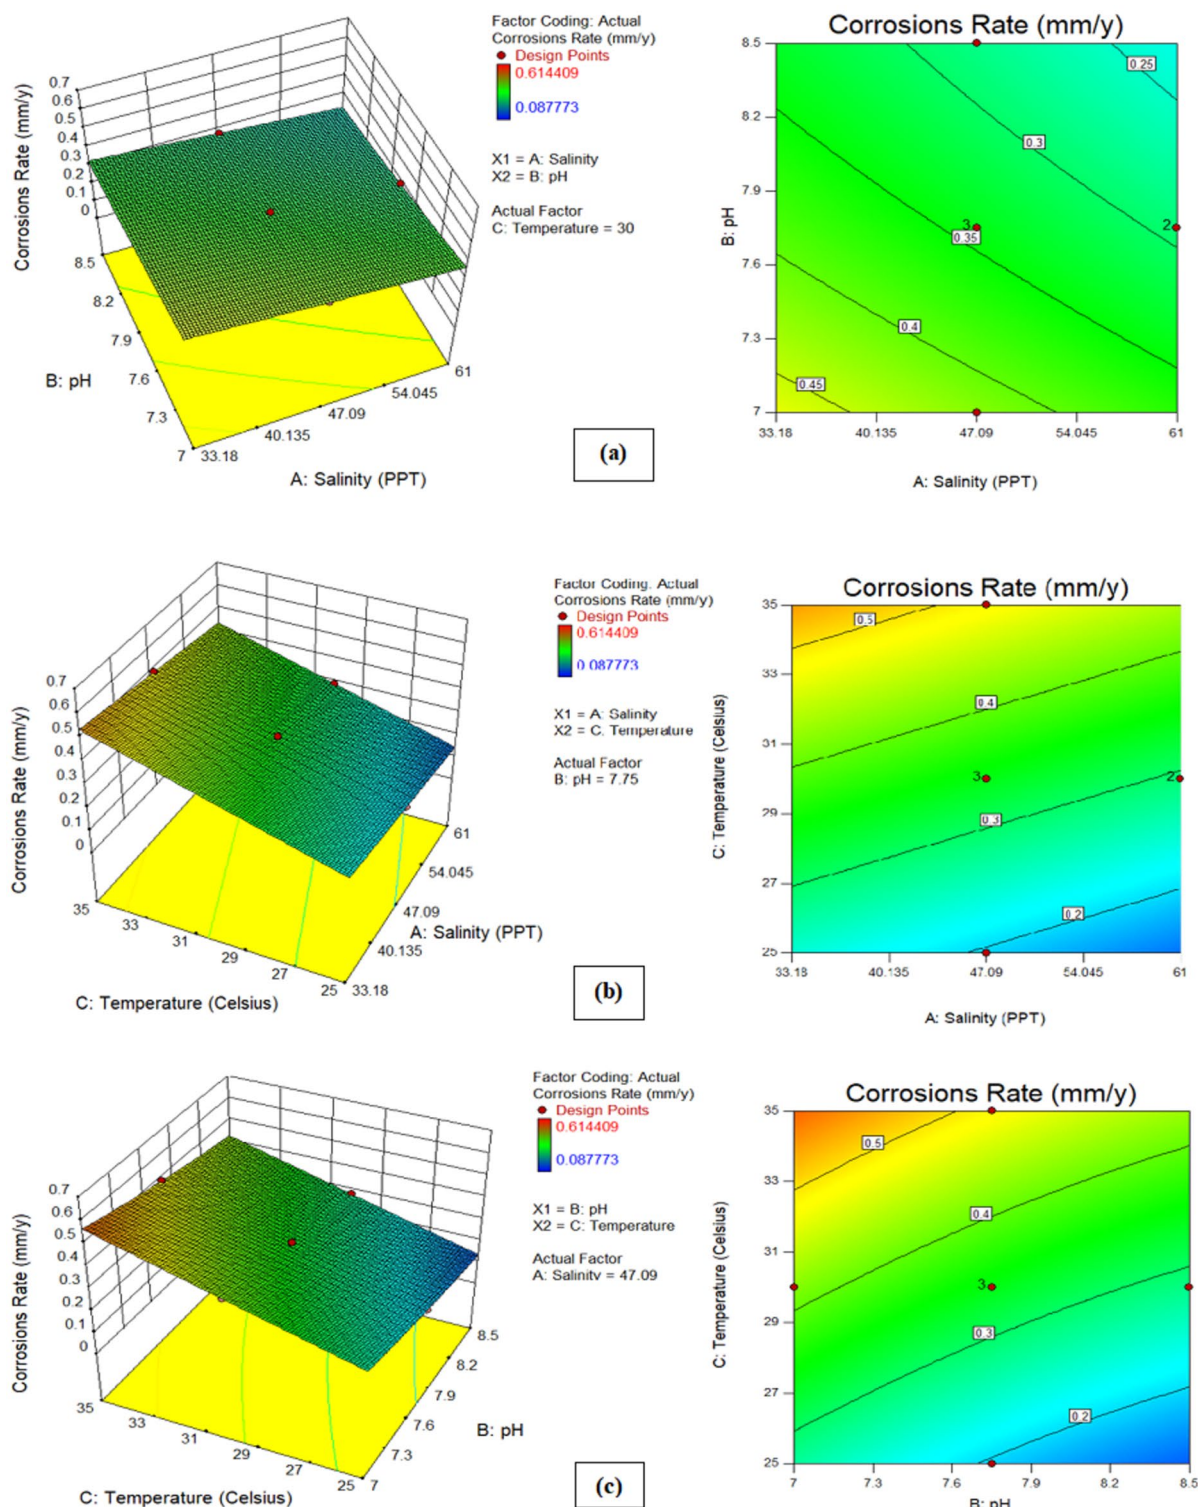 Factor Coding: Actual
Corrosions Rate (mm/y)
Design Points
0.614409
0.087773
X1 = A: Salinity
X2 = B: pH
Actual Factor
C: Temperature = 30
Corrosions Rate (mm/y)
0.7
0.6
0.5
0.4
0.3
0.2
0.1
0
8.5
8.2
7.9
7.6
7.3
7
B: pH
33.18
40.135
47.09
54.045
61
A: Salinity (PPT)
Corrosions Rate (mm/y)
8.5
8.2
7.9
7.6
7.3
7
B: pH
0.25
0.3
3
2
0.35
0.4
0.45
33.18
40.135
47.09
54.045
61
A: Salinity (PPT)
(a)
Factor Coding: Actual
Corrosions Rate (mm/y)
Design Points
0.614409
0.087773
X1 = A: Salinity
X2 = C. Temperature
Actual Factor
B: pH = 7.75
Corrosions Rate (mm/y)
0.7
0.6
0.5
0.4
0.3
0.2
0.1
0
35
33
31
29
27
25
C: Temperature (Celsius)
33.18
40.135
47.09
54.045
61
A: Salinity (PPT)
Corrosions Rate (mm/y)
35
33
31
29
27
25
C: Temperature (Celsius)
0.5
0.4
3
2
0.3
0.2
33.18
40.135
47.09
54.045
61
A: Salinity (PPT)
(b)
Factor Coding: Actual
Corrosions Rate (mm/y)
Design Points
0.614409
0.087773
X1 = B: pH
X2 = C: Temperature
Actual Factor
A: Salinity = 47.09
Corrosions Rate (mm/y)
0.7
0.6
0.5
0.4
0.3
0.2
0.1
0
35
33
31
29
27
25
C: Temperature (Celsius)
7
7.3
7.6
7.9
8.2
8.5
B: pH
Corrosions Rate (mm/y)
35
33
31
29
27
25
C: Temperature (Celsius)
0.5
0.4
3
0.3
0.2
7
7.3
7.6
7.9
8.2
8.5
B: pH
(c)